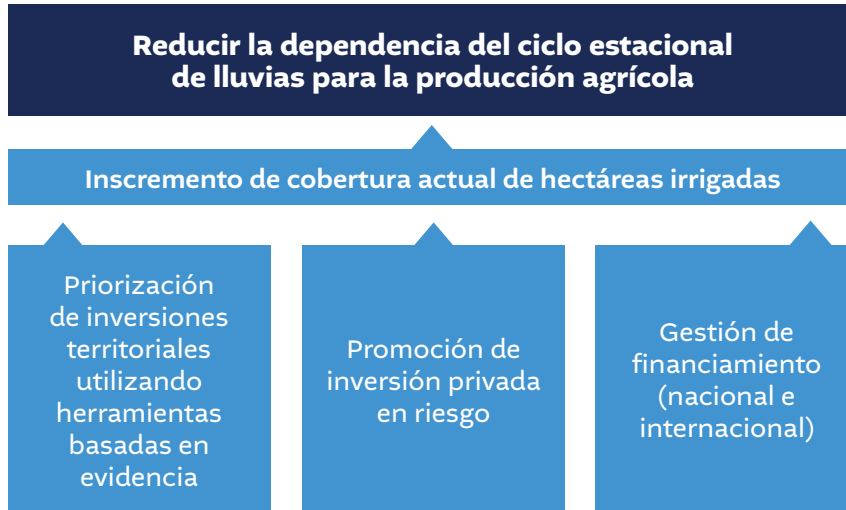 Reducir la dependencia del ciclo estacional
de lluvias para la producción agrícola
Inscremento de cobertura actual de hectáreas irrigadas
Priorización
de inversiones
territoriales
utilizando
herramientas
basadas en
evidencia
Promoción de
inversión privada
en riesgo
Gestión de
financiamiento
(nacional e
internacional)